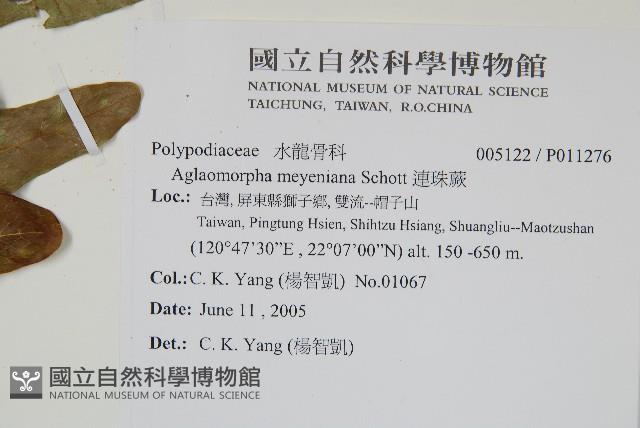 國立自然科學博物館
NATIONAL MUSEUM OF NATURAL SCIENCE
TAICHUNG, TAIWAN, R.O.CHINA
Polypodiaceae 水龍骨科 005122 / P011276
Aglaomorpha meyeniana Schott 連珠蕨
Loc.: 台灣, 屏東縣獅子鄉, 雙流--帽子山
Taiwan, Pingtung Hsien, Shihtzu Hsiang, Shuangliu--Maotzushan
(120°47'30"E , 22°07'00"N) alt. 150 -650 m.
Col.: C. K. Yang (楊智凱) No.01067
Date: June 11 , 2005
Det.: C. K. Yang (楊智凱)
國立自然科學博物館
NATIONAL MUSEUM OF NATURAL SCIENCE